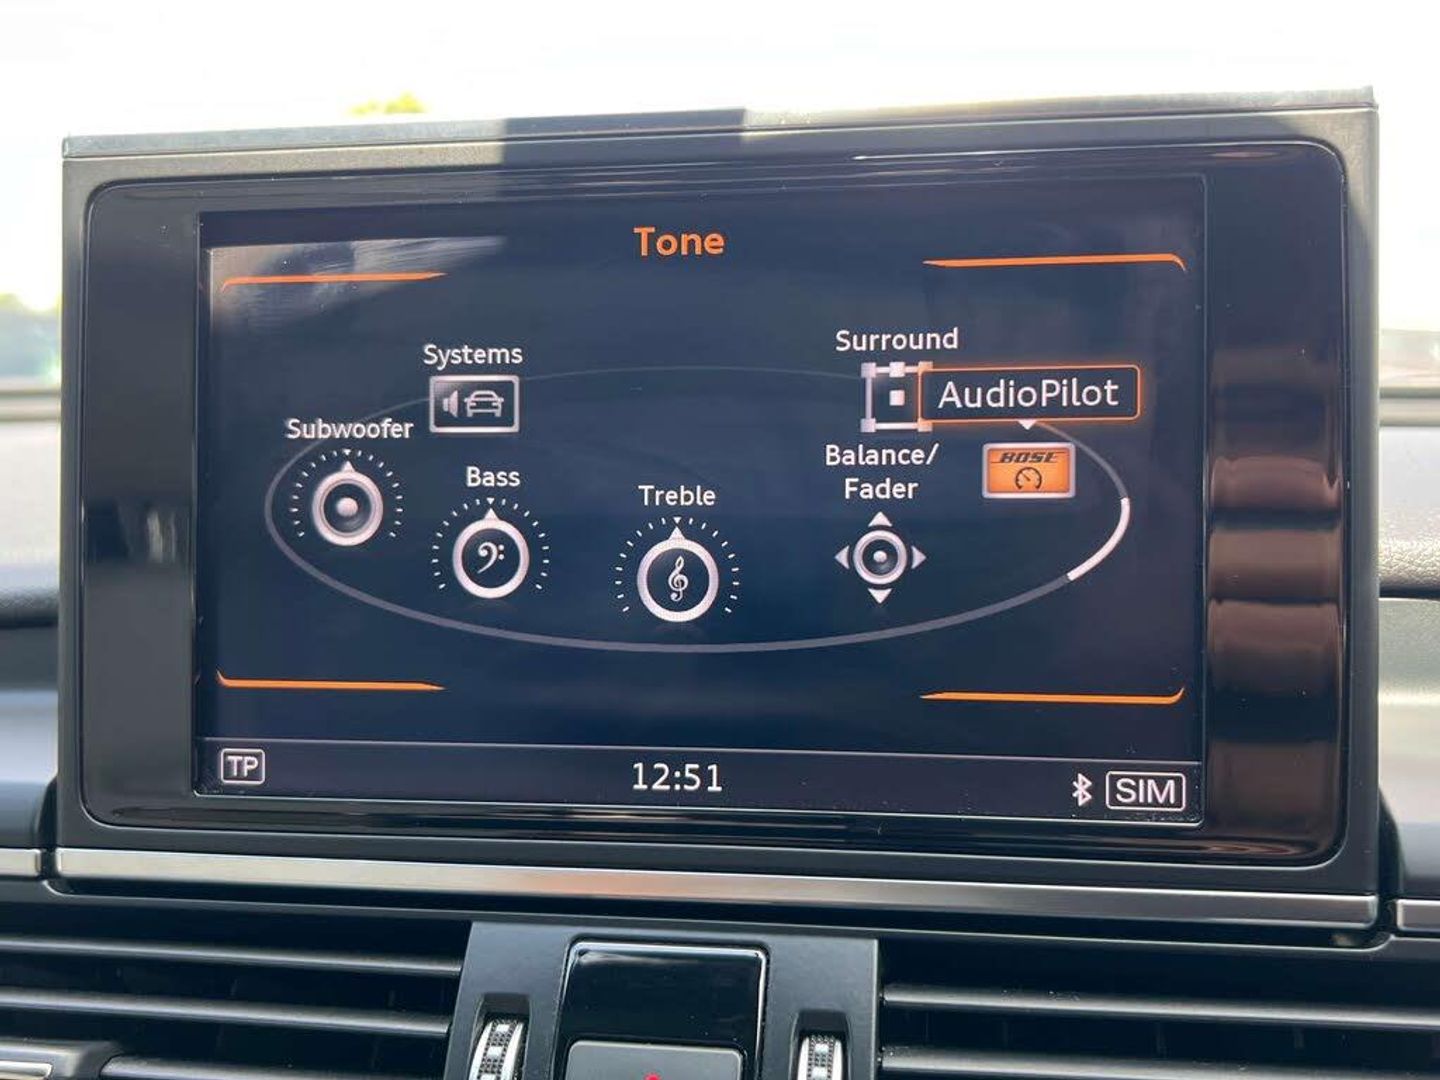 Tone
Systems
Surround
AudioPilot
Subwoofer
Bass
Treble
Balance/
Fader
BOSE
TP
12:51
SIM